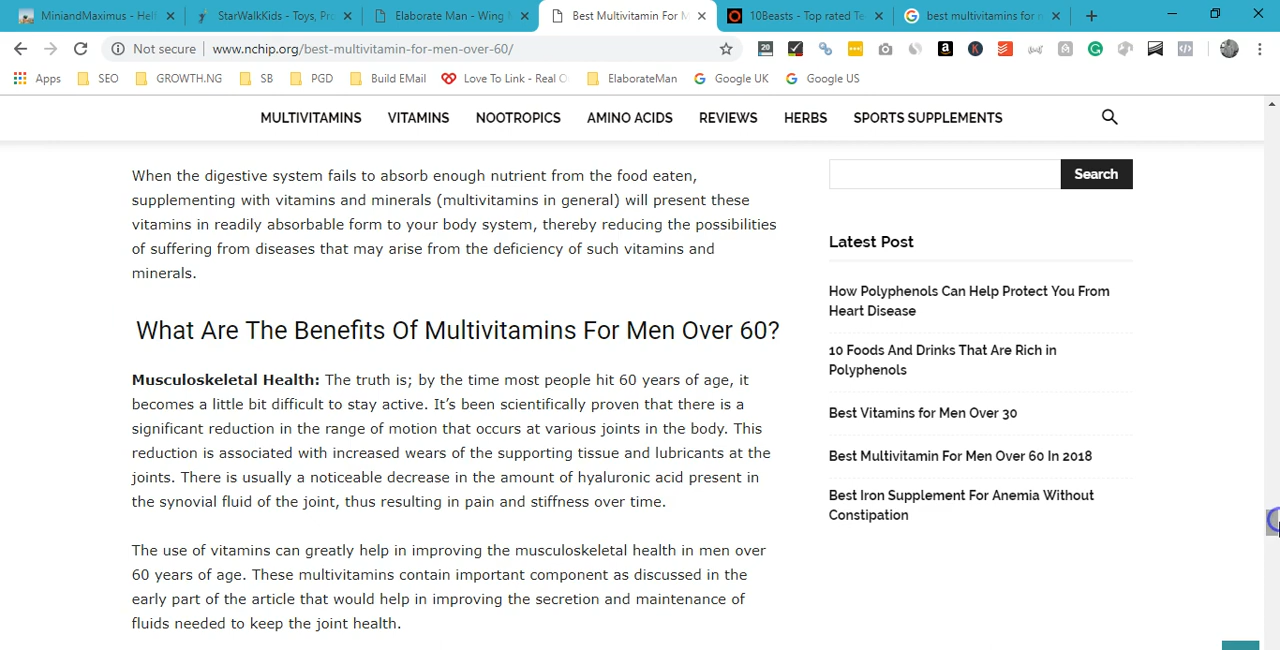 MiniandMaximus - Hel
StarWalkKids - Toys, Pr
Elaborate Man - Wing
Best Multivitamin For M
10Beasts - Top rated Te
best multivitamins for
Not secure
www.nchip.org/best-multivitamin-for-men-over-60/
20
Apps
SEO
GROWTH.NG
SB
PGD
Build EMail
Love To Link - Real
ElaborateMan
Google UK
Google US
MULTIVITAMINS
VITAMINS
NOOTROPICS
AMINO ACIDS
REVIEWS
HERBS
SPORTS SUPPLEMENTS
When the digestive system fails to absorb enough nutrient from the food eaten,
supplementing with vitamins and minerals (multivitamins in general) will present these
vitamins in readily absorbable form to your body system, thereby reducing the possibilities
of suffering from diseases that may arise from the deficiency of such vitamins and
minerals.
What Are The Benefits Of Multivitamins For Men Over 60?
Musculoskeletal Health: The truth is; by the time most people hit 60 years of age, it
becomes a little bit difficult to stay active. It's been scientifically proven that there is a
significant reduction in the range of motion that occurs at various joints in the body. This
reduction is associated with increased wears of the supporting tissue and lubricants at the
joints. There is usually a noticeable decrease in the amount of hyaluronic acid present in
the synovial fluid of the joint, thus resulting in pain and stiffness over time.
The use of vitamins can greatly help in improving the musculoskeletal health in men over
60 years of age. These multivitamins contain important component as discussed in the
early part of the article that would help in improving the secretion and maintenance of
fluids needed to keep the joint health.
Search
Latest Post
How Polyphenols Can Help Protect You From
Heart Disease
10 Foods And Drinks That Are Rich in
Polyphenols
Best Vitamins for Men Over 30
Best Multivitamin For Men Over 60 In 2018
Best Iron Supplement For Anemia Without
Constipation